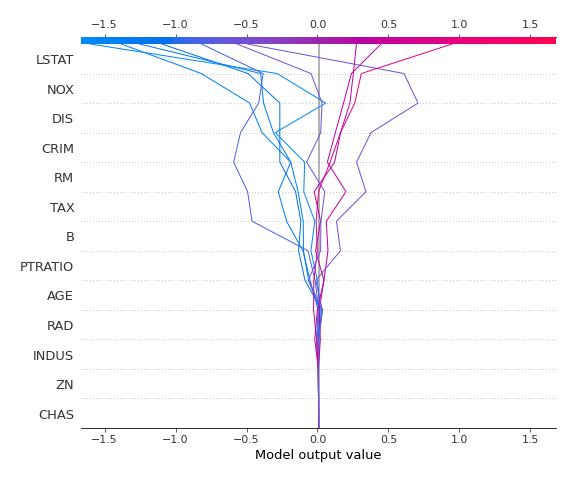 −1.5 −1.0 −0.5 0.0 0.5 1.0 1.5
LSTAT
NOX
DIS
CRIM
RM
TAX
B
PTRATIO
AGE
RAD
INDUS
ZN
CHAS
−1.5 −1.0 −0.5 0.0 0.5 1.0 1.5
Model output value